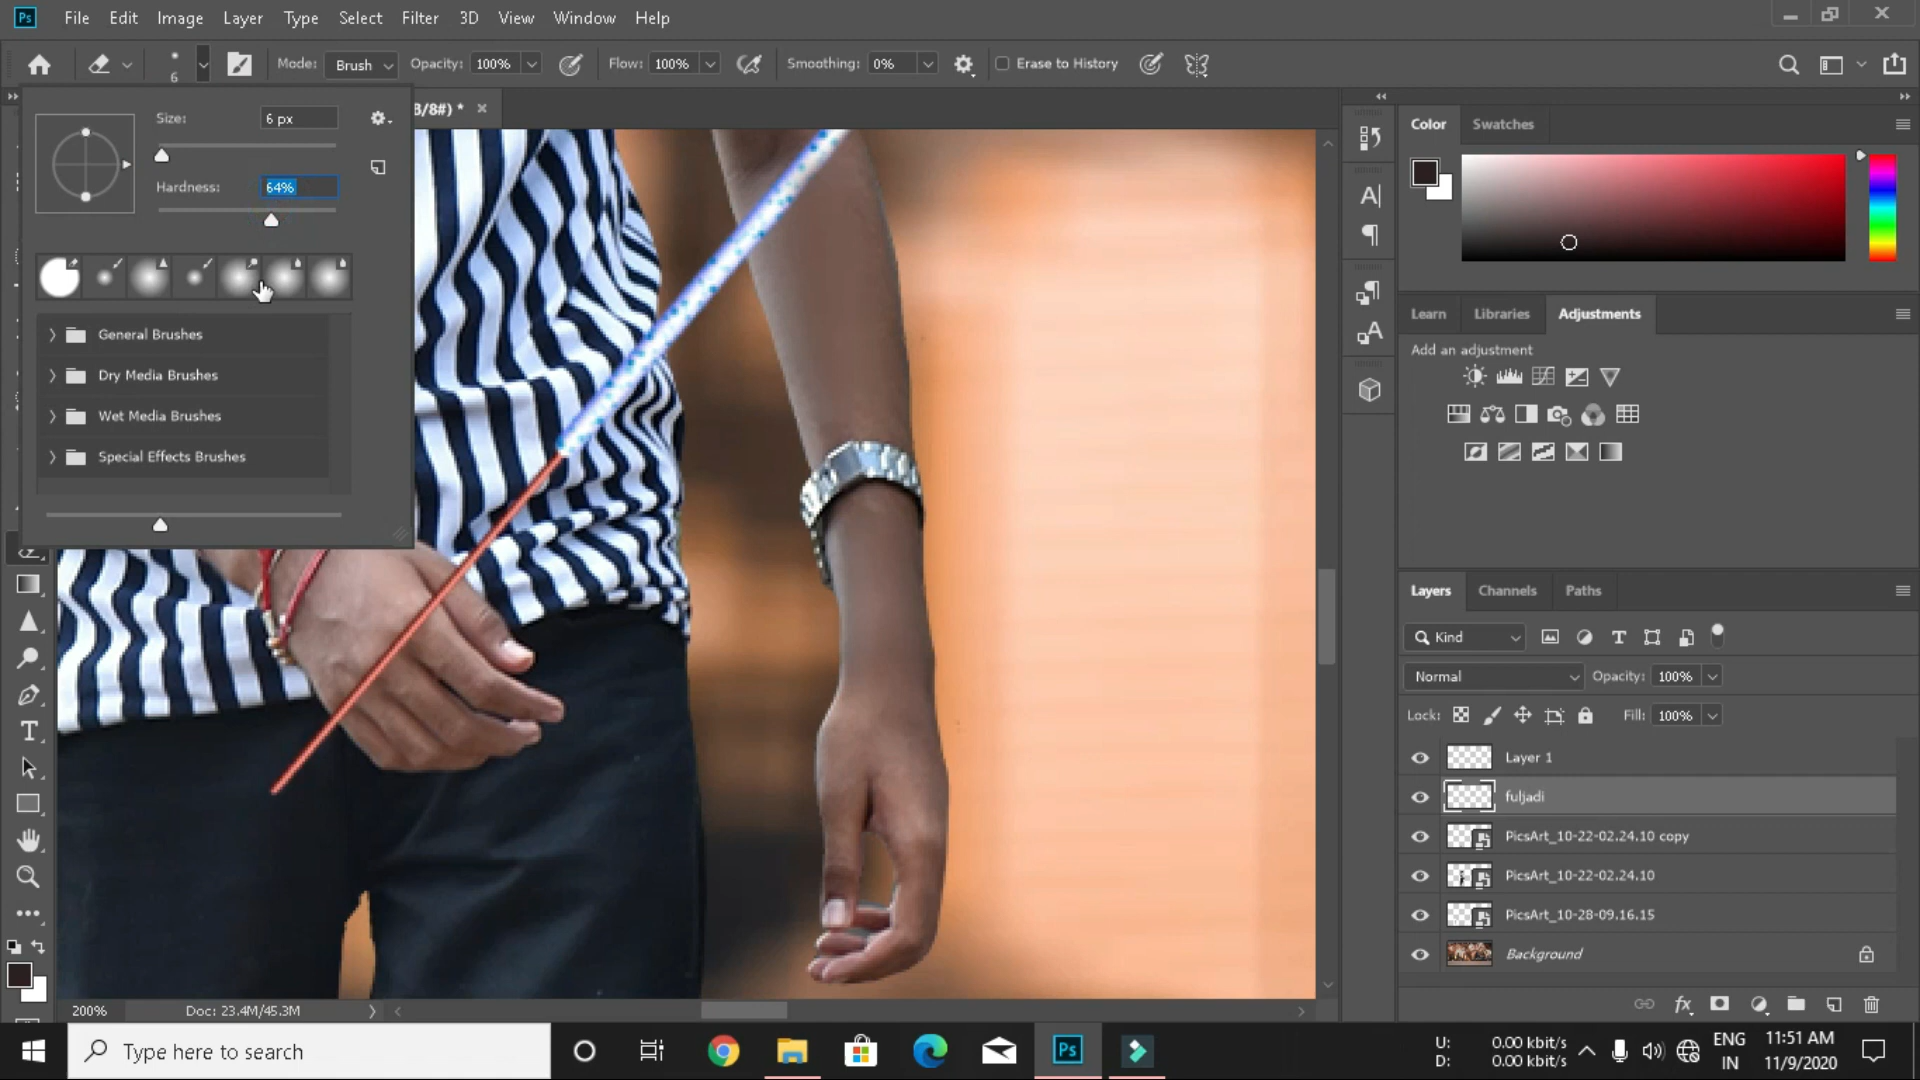 Ps File Edit Image Layer Type Select Filter 3D View Window Help
6 Mode: Brush Opacity: 100% Flow: 100% Smoothing: 0% Erase to History
8/8#) *
Size: 6 px
Hardness: 64%
General Brushes
Dry Media Brushes
Wet Media Brushes
Special Effects Brushes
Color Swatches
Learn Libraries Adjustments
Add an adjustment
Layers Channels Paths
Kind
Normal Opacity: 100%
Lock: Fill: 100%
Layer 1
fuljadi
PicsArt_10-22-02.24.10 copy
PicsArt_10-22-02.24.10
PicsArt_10-28-09.16.15
Background
200% Doc: 23.4M/45.3M
Type here to search
Ps
U: 0.00 kbit/s
D: 0.00 kbit/s
ENG
IN
11:51 AM
11/9/2020